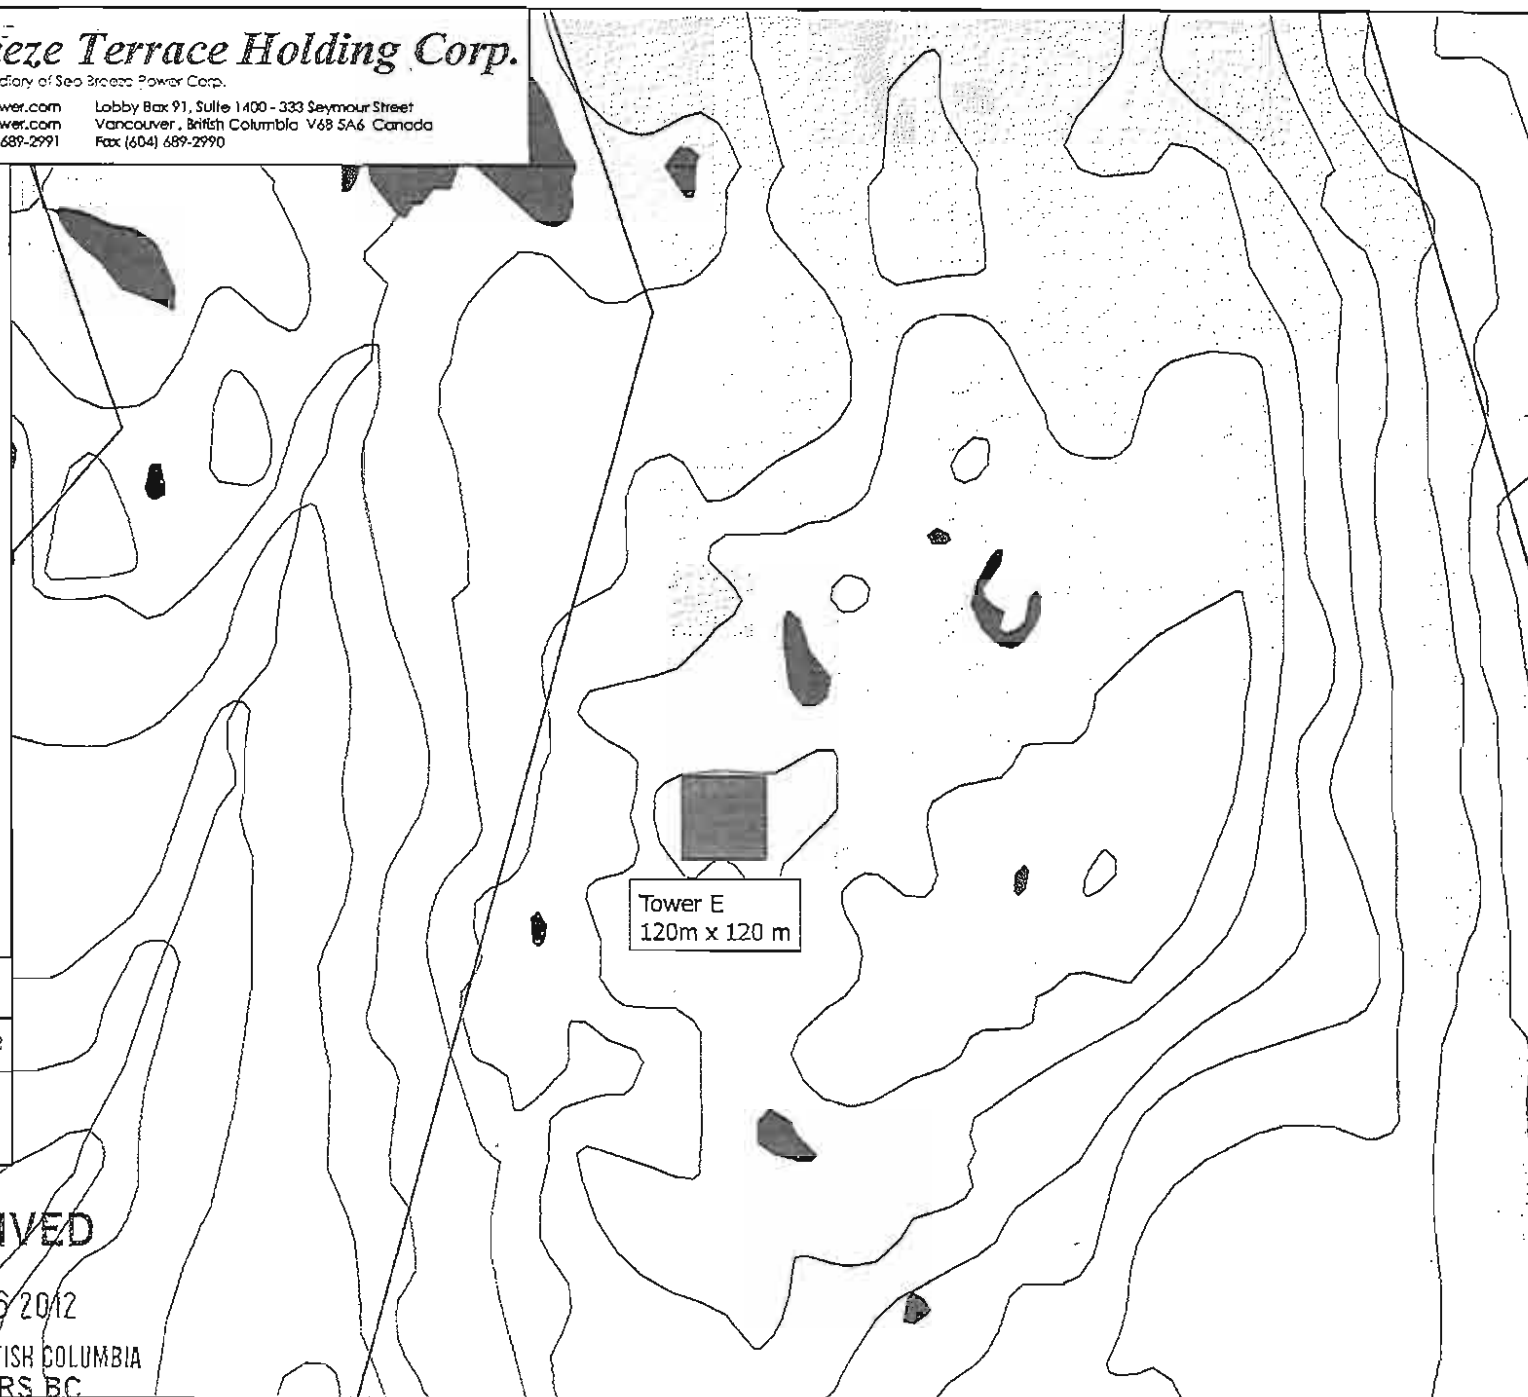 eze Terrace Holding Corp.
diary of Sea Breeze Power Corp.
wer.com Lobby Box 91, Suite 1400 - 333 Seymour Street
wer.com Vancouver, British Columbia V6B 5A6 Canada
689-2991 Fax (604) 689-2990
Tower E
120m x 120 m
IVED
6 2012
TISH COLUMBIA
RS BC